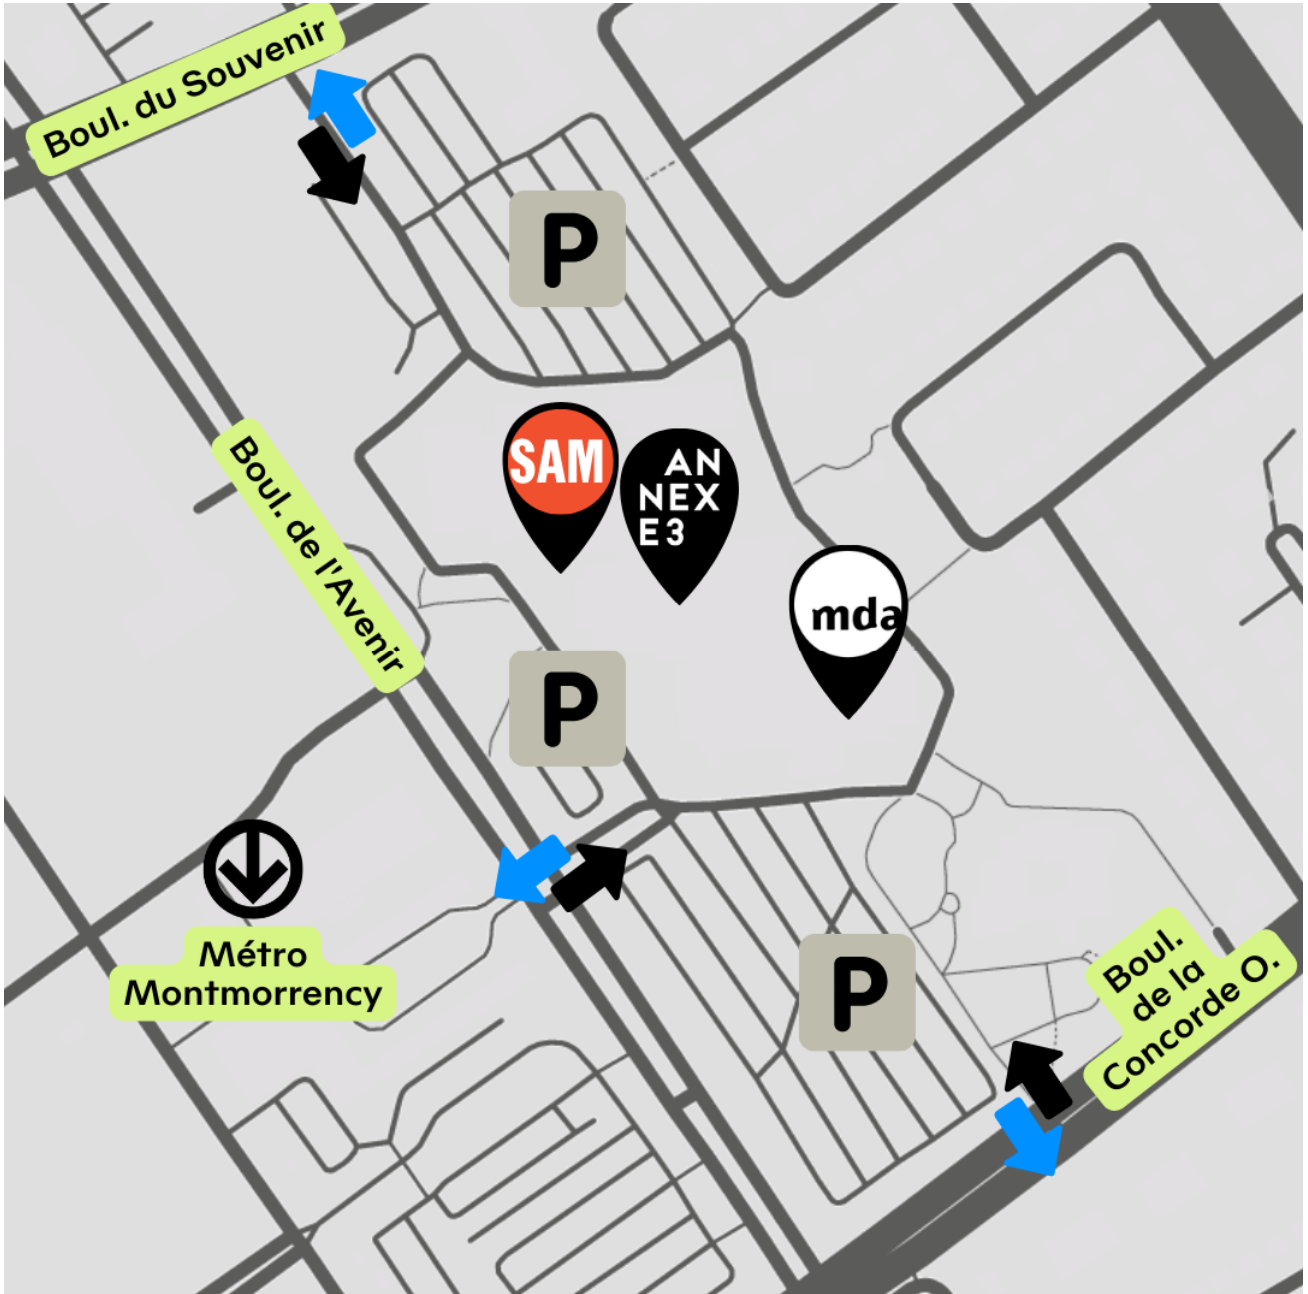 Boul. du Souvenir
P
SAM
AN
NEX
E3
Boul. de l'Avenir
mda
P
Métro
Montmorrency
P
Boul.
de la
Concorde O.